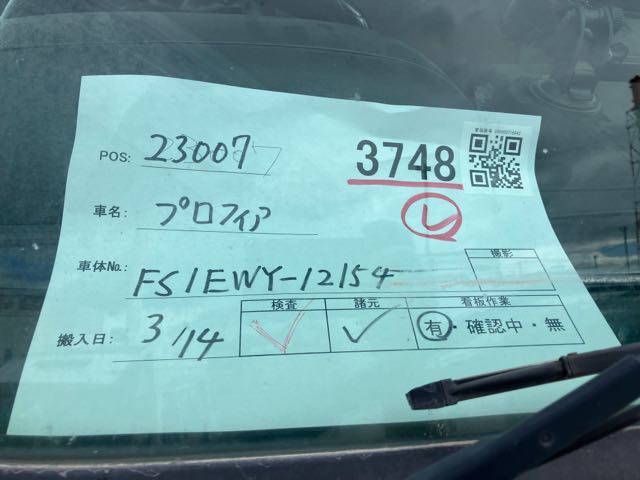 POS: 23007
3748
車名: プロフィア
レ
車体No.: FS1EWY-12154
撮影
搬入日: 3/14
検査 諸元 看板作業
有・確認中・無